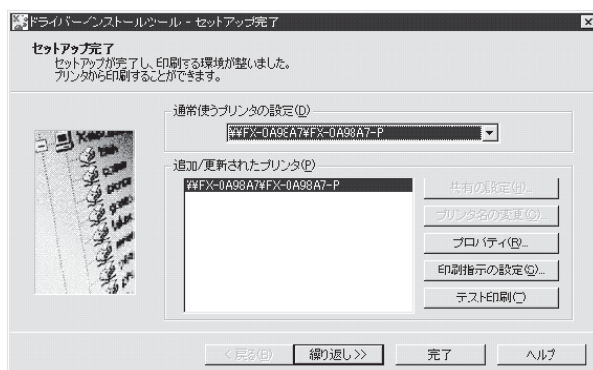 ドライバーインストールツール - セットアップ完了
セットアップ完了
セットアップが完了し、印刷する環境が整いました。
プリンタから印刷することができます。
通常使うプリンタの設定(D)
¥¥FX-0A98A7¥FX-0A98A7-P
追加/更新されたプリンタ(P)
¥¥FX-0A98A7¥FX-0A98A7-P
共有の設定(H)...
プリンタ名の変更(C)...
プロパティ(R)...
印刷指示の設定(G)...
テスト印刷(T)
< 戻る(B)
繰り返し >>
完了
ヘルプ